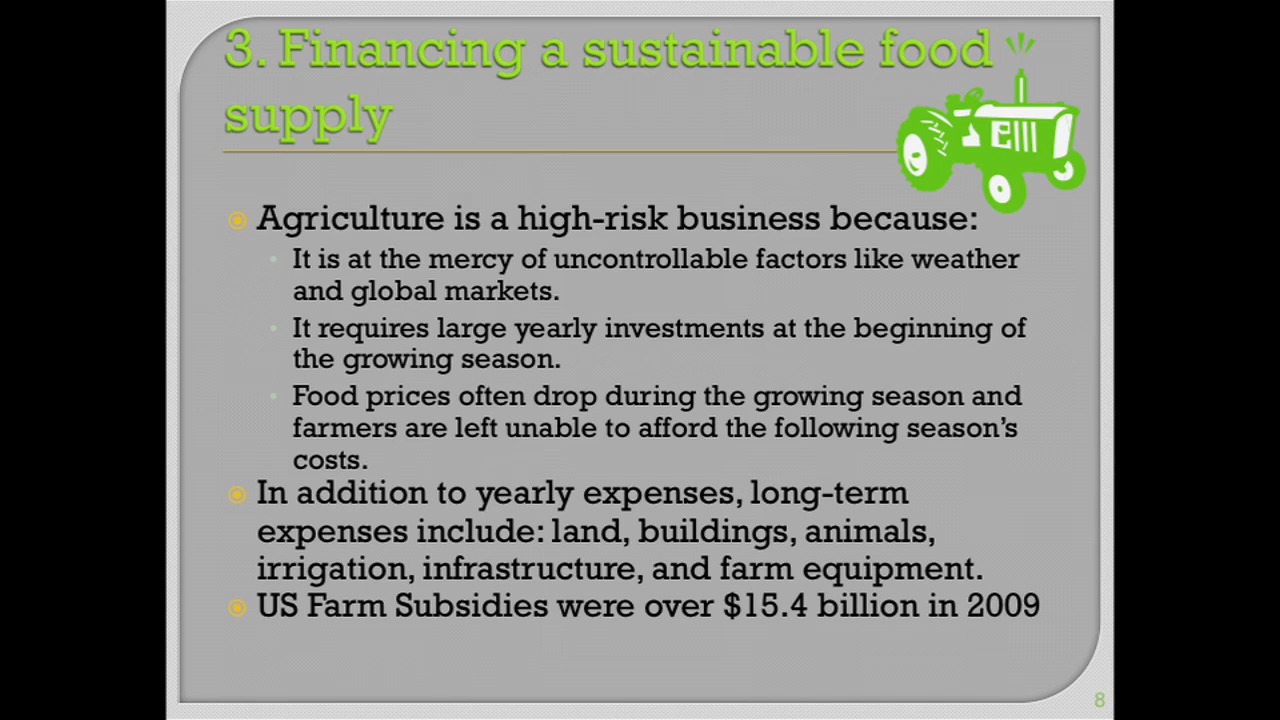 3. Financing a sustainable food
supply
Agriculture is a high-risk business because:
It is at the mercy of uncontrollable factors like weather
and global markets.
It requires large yearly investments at the beginning of
the growing season.
Food prices often drop during the growing season and
farmers are left unable to afford the following season's
costs.
In addition to yearly expenses, long-term
expenses include: land, buildings, animals,
irrigation, infrastructure, and farm equipment.
US Farm Subsidies were over $15.4 billion in 2009
8